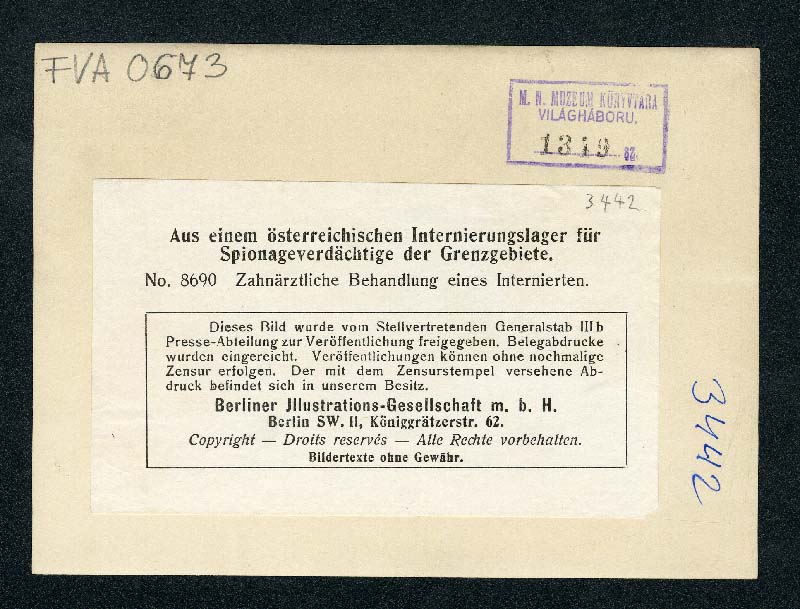 FVA 0673
M. N. MUZEUM KÖNYVTÁRA
VILÁGHÁBORU.
1319
3442
Aus einem österreichischen Internierungslager für
Spionageverdächtige der Grenzgebiete.
No. 8690 Zahnärztliche Behandlung eines Internierten.
Dieses Bild wurde vom Stellvertretenden Generalstab III b
Presse-Abteilung zur Veröffentlichung freigegeben. Belegabdrucke
wurden eingereicht. Veröffentlichungen können ohne nochmalige
Zensur erfolgen. Der mit dem Zensurstempel versehene Ab-
druck befindet sich in unserem Besitz.
Berliner Jllustrations-Gesellschaft m. b. H.
Berlin SW. 11, Königgrätzerstr. 62.
Copyright — Droits reservés — Alle Rechte vorbehalten.
Bildertexte ohne Gewähr.
3442